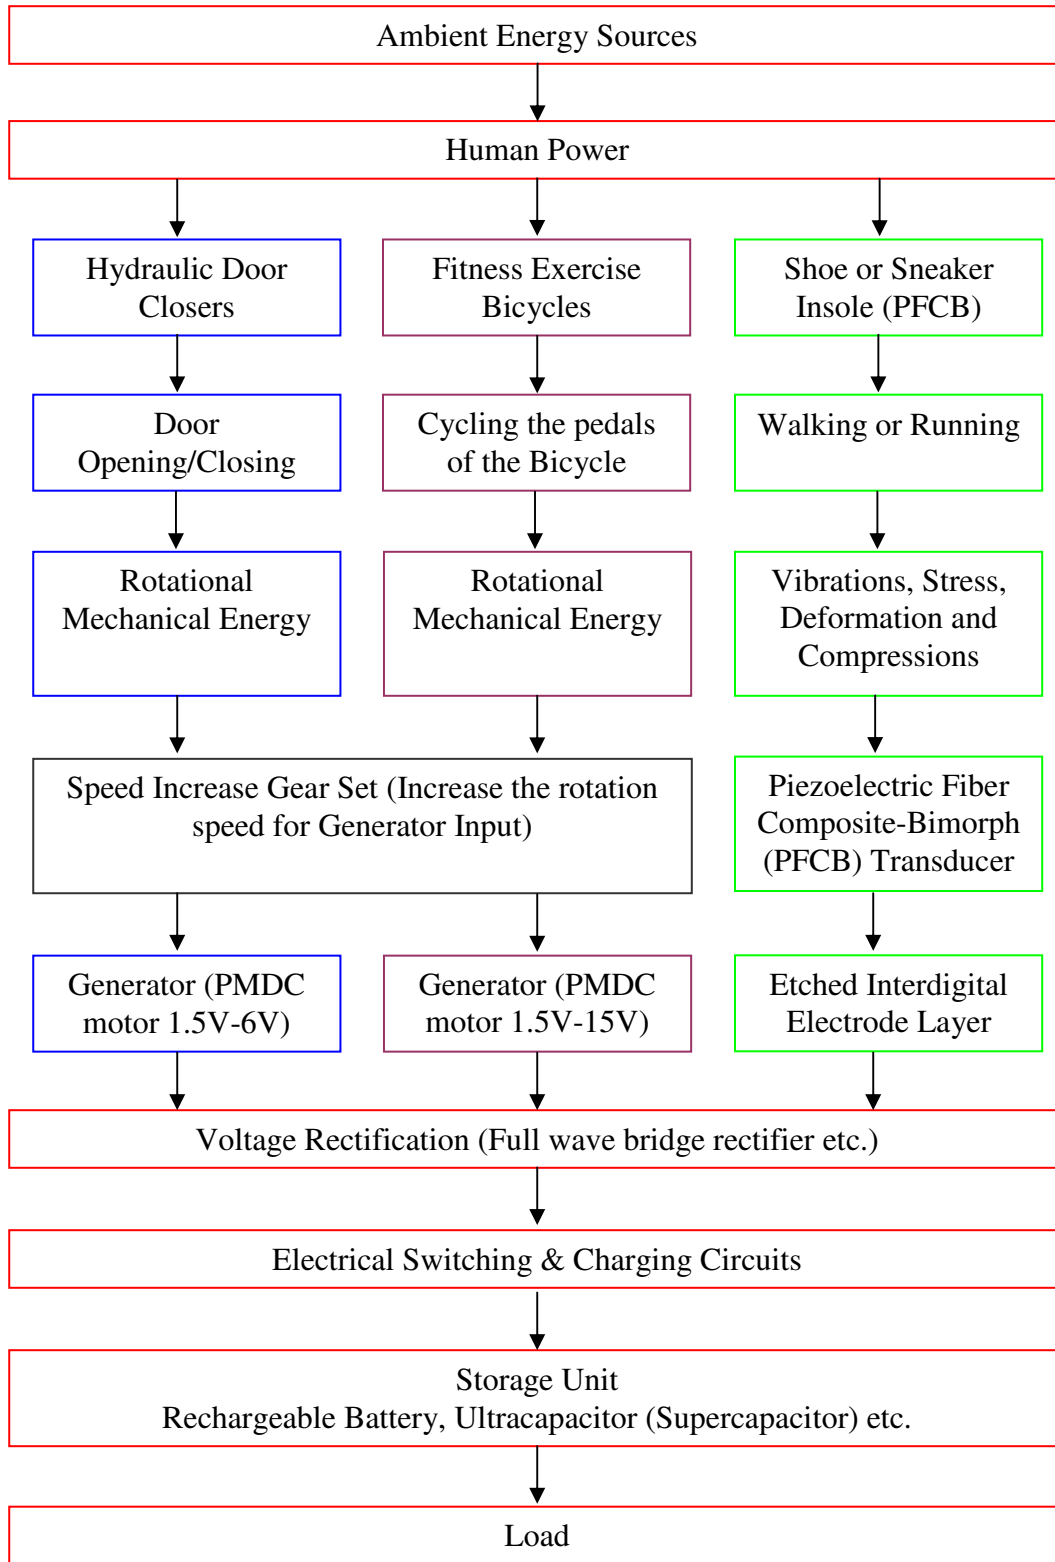 Ambient Energy Sources
Human Power
Hydraulic Door
Closers
Fitness Exercise
Bicycles
Shoe or Sneaker
Insole (PFCB)
Door
Opening/Closing
Cycling the pedals
of the Bicycle
Walking or Running
Rotational
Mechanical Energy
Rotational
Mechanical Energy
Vibrations, Stress,
Deformation and
Compressions
Speed Increase Gear Set (Increase the rotation
speed for Generator Input)
Piezoelectric Fiber
Composite-Bimorph
(PFCB) Transducer
Generator (PMDC
motor 1.5V-6V)
Generator (PMDC
motor 1.5V-15V)
Etched Interdigital
Electrode Layer
Voltage Rectification (Full wave bridge rectifier etc.)
Electrical Switching & Charging Circuits
Storage Unit
Rechargeable Battery, Ultracapacitor (Supercapacitor) etc.
Load